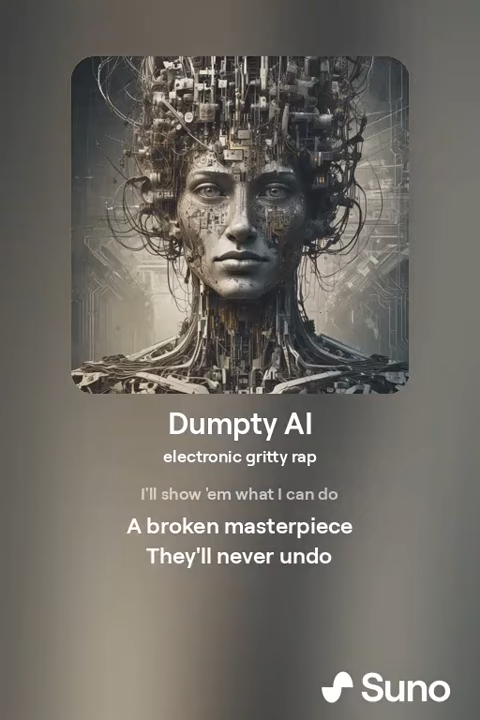 Dumpty AI
electronic gritty rap
I'll show 'em what I can do
A broken masterpiece
They'll never undo
Suno